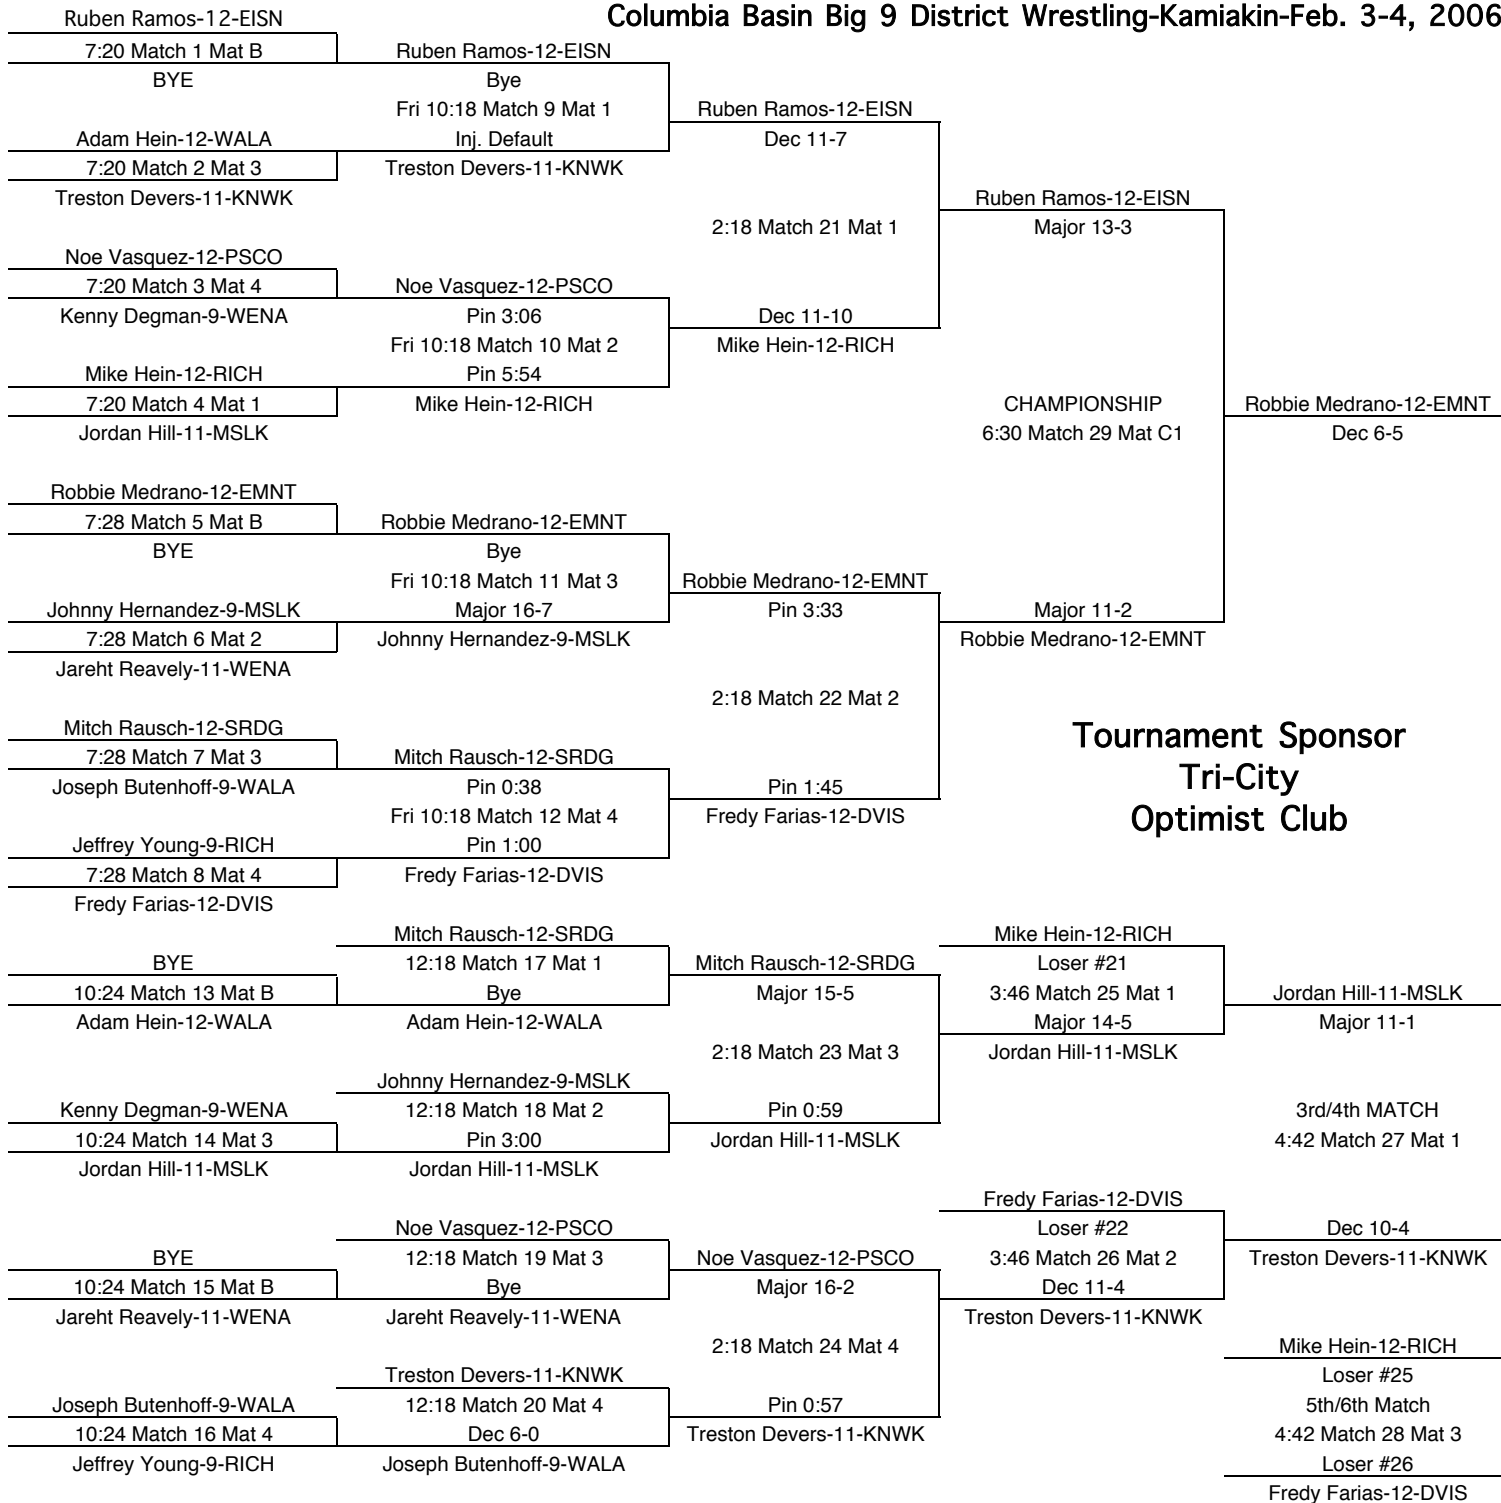 Columbia Basin Big 9 District Wrestling-Kamiakin-Feb. 3-4, 2006
Ruben Ramos-12-EISN
7:20 Match 1 Mat B
BYE
Adam Hein-12-WALA
7:20 Match 2 Mat 3
Treston Devers-11-KNWK
Noe Vasquez-12-PSCO
7:20 Match 3 Mat 4
Kenny Degman-9-WENA
Mike Hein-12-RICH
7:20 Match 4 Mat 1
Jordan Hill-11-MSLK
Robbie Medrano-12-EMNT
7:28 Match 5 Mat B
BYE
Johnny Hernandez-9-MSLK
7:28 Match 6 Mat 2
Jareht Reavely-11-WENA
Mitch Rausch-12-SRDG
7:28 Match 7 Mat 3
Joseph Butenhoff-9-WALA
Jeffrey Young-9-RICH
7:28 Match 8 Mat 4
Fredy Farias-12-DVIS
Ruben Ramos-12-EISN
Bye
Fri 10:18 Match 9 Mat 1
Inj. Default
Treston Devers-11-KNWK
Noe Vasquez-12-PSCO
Pin 3:06
Fri 10:18 Match 10 Mat 2
Pin 5:54
Mike Hein-12-RICH
Robbie Medrano-12-EMNT
Bye
Fri 10:18 Match 11 Mat 3
Major 16-7
Johnny Hernandez-9-MSLK
Mitch Rausch-12-SRDG
Pin 0:38
Fri 10:18 Match 12 Mat 4
Pin 1:00
Fredy Farias-12-DVIS
Ruben Ramos-12-EISN
Dec 11-7
2:18 Match 21 Mat 1
Dec 11-10
Mike Hein-12-RICH
Robbie Medrano-12-EMNT
Pin 3:33
2:18 Match 22 Mat 2
Pin 1:45
Fredy Farias-12-DVIS
Ruben Ramos-12-EISN
Major 13-3
CHAMPIONSHIP
6:30 Match 29 Mat C1
Major 11-2
Robbie Medrano-12-EMNT
Robbie Medrano-12-EMNT
Dec 6-5
Tournament Sponsor
Tri-City
Optimist Club
BYE
10:24 Match 13 Mat B
Adam Hein-12-WALA
Kenny Degman-9-WENA
10:24 Match 14 Mat 3
Jordan Hill-11-MSLK
BYE
10:24 Match 15 Mat B
Jareht Reavely-11-WENA
Joseph Butenhoff-9-WALA
10:24 Match 16 Mat 4
Jeffrey Young-9-RICH
Mitch Rausch-12-SRDG
12:18 Match 17 Mat 1
Bye
Adam Hein-12-WALA
Johnny Hernandez-9-MSLK
12:18 Match 18 Mat 2
Pin 3:00
Jordan Hill-11-MSLK
Noe Vasquez-12-PSCO
12:18 Match 19 Mat 3
Bye
Jareht Reavely-11-WENA
Treston Devers-11-KNWK
12:18 Match 20 Mat 4
Dec 6-0
Joseph Butenhoff-9-WALA
Mitch Rausch-12-SRDG
Major 15-5
2:18 Match 23 Mat 3
Pin 0:59
Jordan Hill-11-MSLK
Noe Vasquez-12-PSCO
Major 16-2
2:18 Match 24 Mat 4
Pin 0:57
Treston Devers-11-KNWK
Mike Hein-12-RICH
Loser #21
3:46 Match 25 Mat 1
Major 14-5
Jordan Hill-11-MSLK
Fredy Farias-12-DVIS
Loser #22
3:46 Match 26 Mat 2
Dec 11-4
Treston Devers-11-KNWK
Jordan Hill-11-MSLK
Major 11-1
3rd/4th MATCH
4:42 Match 27 Mat 1
Dec 10-4
Treston Devers-11-KNWK
Mike Hein-12-RICH
Loser #25
5th/6th Match
4:42 Match 28 Mat 3
Loser #26
Fredy Farias-12-DVIS